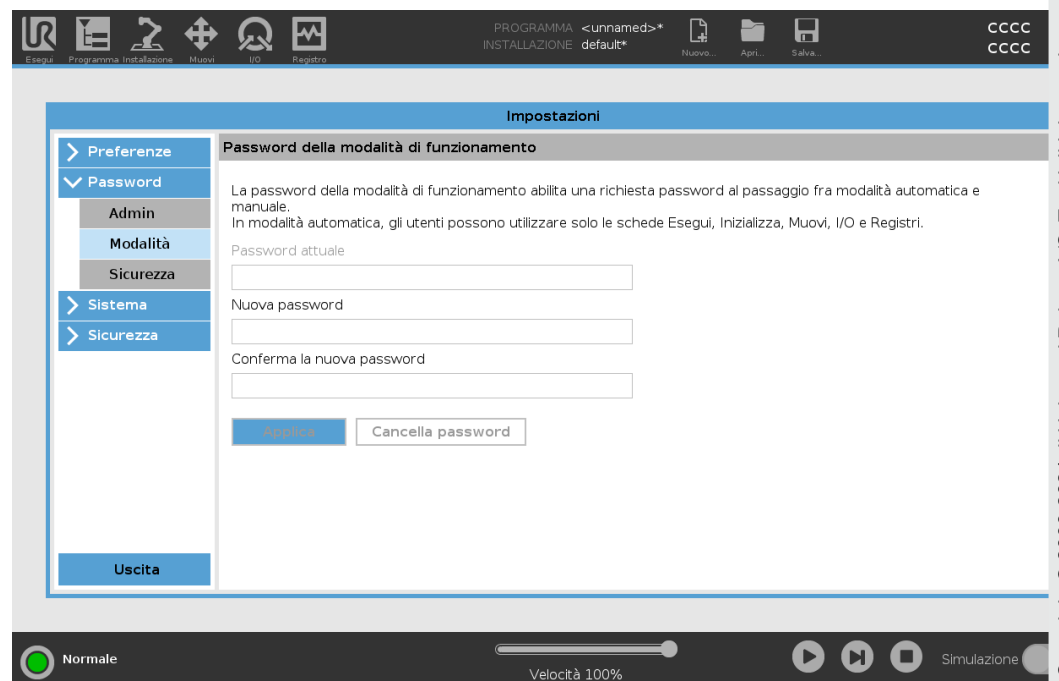 PROGRAMMA <unnamed>*
INSTALLAZIONE default*
CCCC
CCCC
Esegui Programma Installazione Muovi I/O Registro Nuovo... Apri... Salva...
Impostazioni
Preferenze
Password
Admin
Modalità
Sicurezza
Sistema
Sicurezza
Uscita
Password della modalità di funzionamento
La password della modalità di funzionamento abilita una richiesta password al passaggio fra modalità automatica e
manuale.
In modalità automatica, gli utenti possono utilizzare solo le schede Esegui, Inizializza, Muovi, I/O e Registri.
Password attuale
Nuova password
Conferma la nuova password
Applica Cancella password
Normale
Velocità 100%
Simulazione